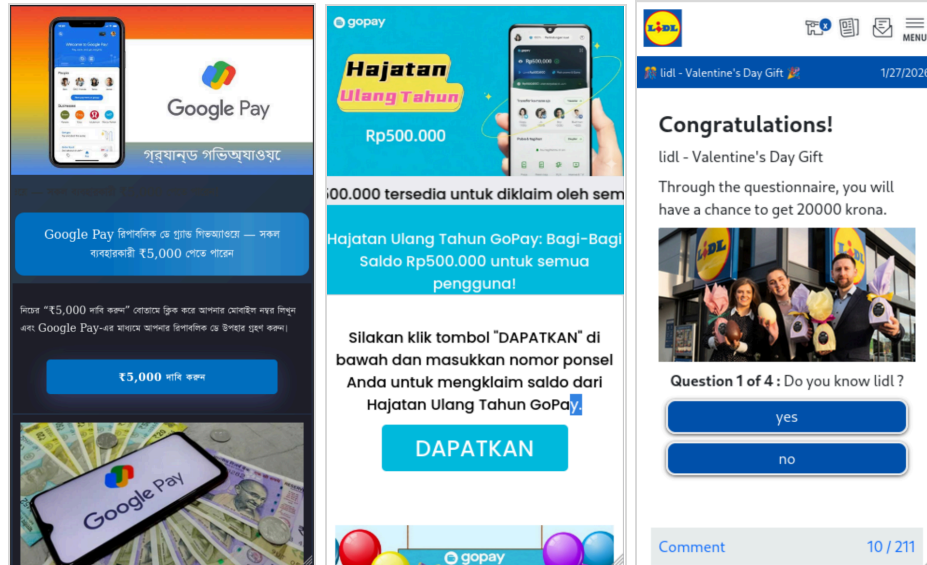 Google Pay
গ্র্যান্ড গিভঅ্যাওয়ে
Google Pay রিপাবলিক ডে গ্র্যান্ড গিভঅ্যাওয়ে — সকল
ব্যবহারকারী ₹5,000 পেতে পারেন
নিচের “₹5,000 দাবি করুন” বোতামে ক্লিক করে আপনার মোবাইল নম্বর লিখুন
এবং Google Pay-এর মাধ্যমে আপনার রিপাবলিক ডে উপহার গ্রহণ করুন।
₹5,000 দাবি করুন
Google Pay
gopay
Hajatan
Ulang Tahun
Rp500.000
Rp500,000
500.000 tersedia untuk diklaim oleh sem
Hajatan Ulang Tahun GoPay: Bagi-Bagi
Saldo Rp500.000 untuk semua
pengguna!
Silakan klik tombol "DAPATKAN" di
bawah dan masukkan nomor ponsel
Anda untuk mengklaim saldo dari
Hajatan Ulang Tahun GoPay.
DAPATKAN
gopay
LIDL
MENU
lidl - Valentine's Day Gift
1/27/2026
Congratulations!
lidl - Valentine's Day Gift
Through the questionnaire, you will
have a chance to get 20000 krona.
LIDL
Question 1 of 4 : Do you know lidl ?
yes
no
Comment
10 / 211